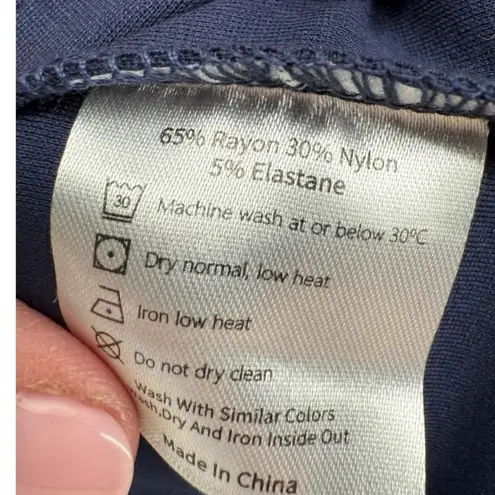 65% Rayon 30% Nylon
5% Elastane
30 Machine wash at or below 30°C
Dry normal, low heat
Iron low heat
Do not dry clean
Wash With Similar Colors
Wash,Dry And Iron Inside Out
Made In China